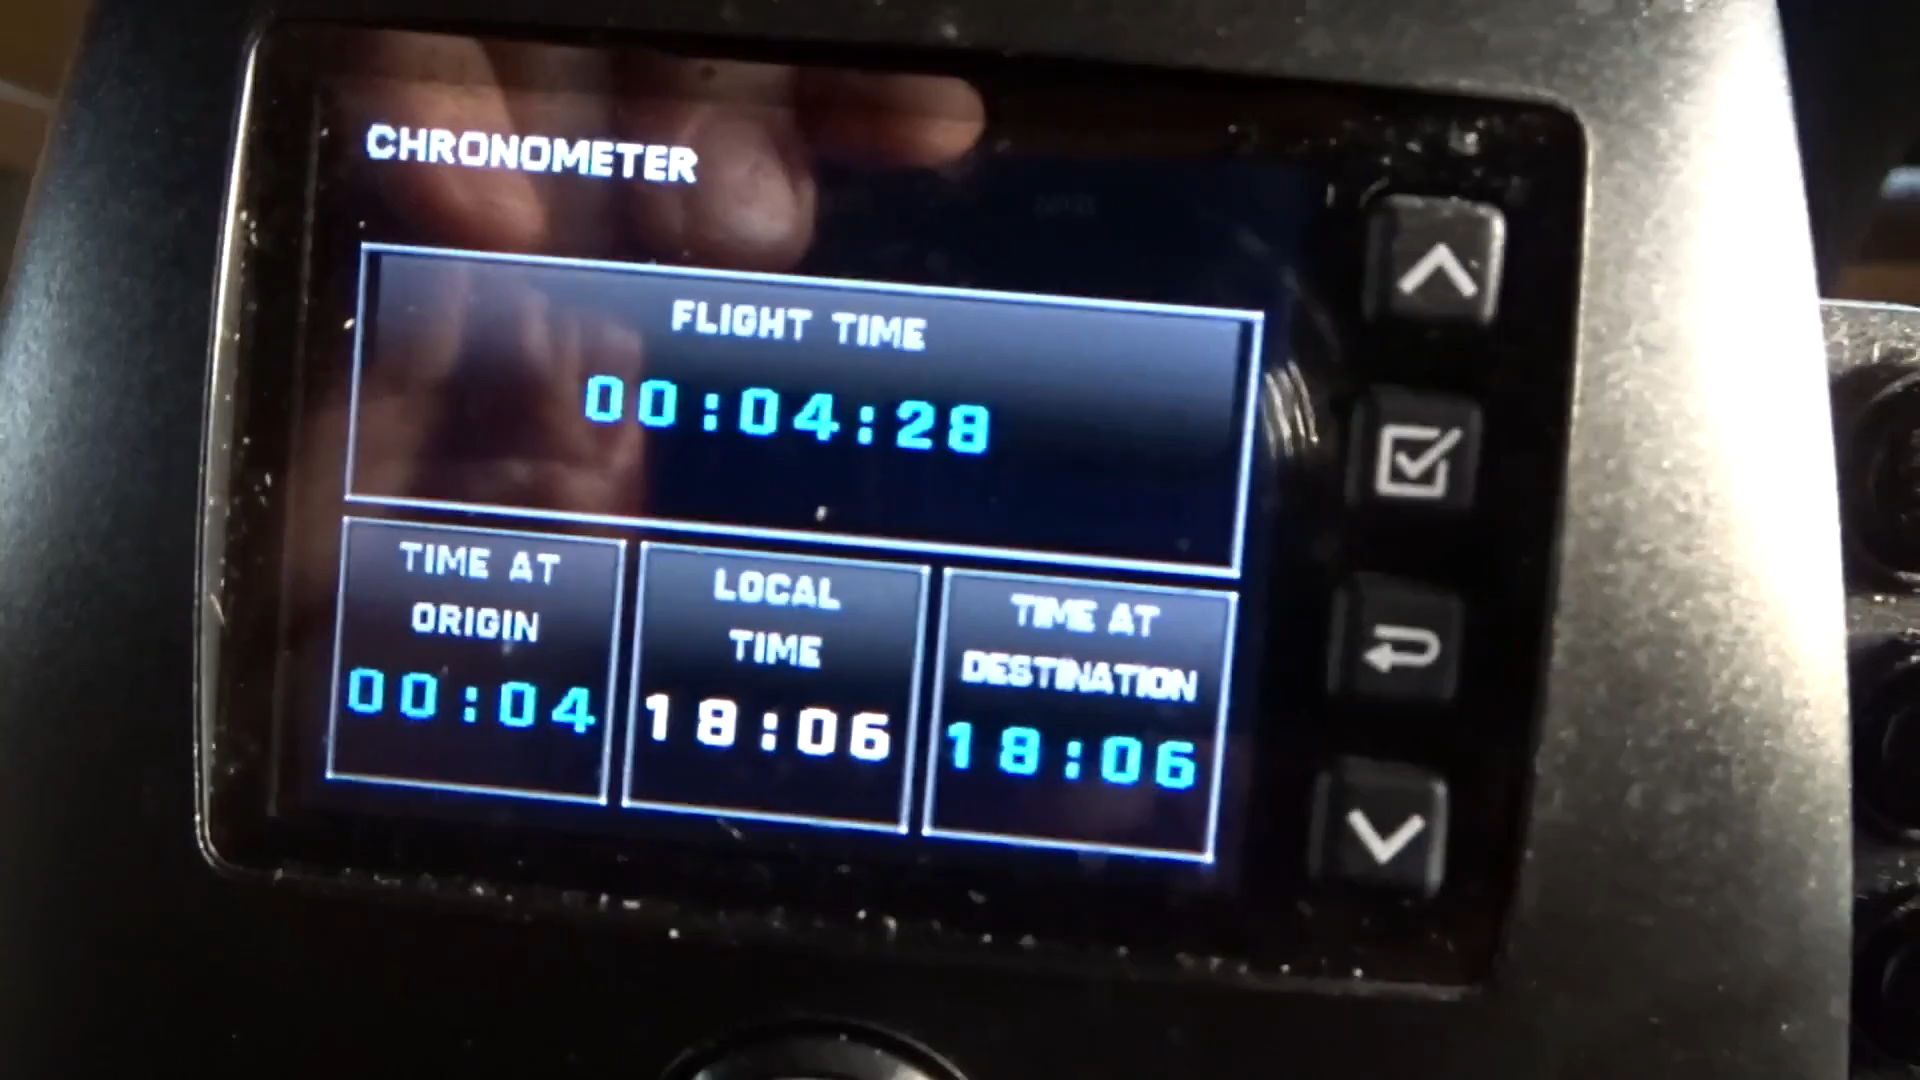 CHRONOMETER
FLIGHT TIME
00:04:28
TIME AT
ORIGIN
00:04
LOCAL
TIME
18:06
TIME AT
DESTINATION
18:06